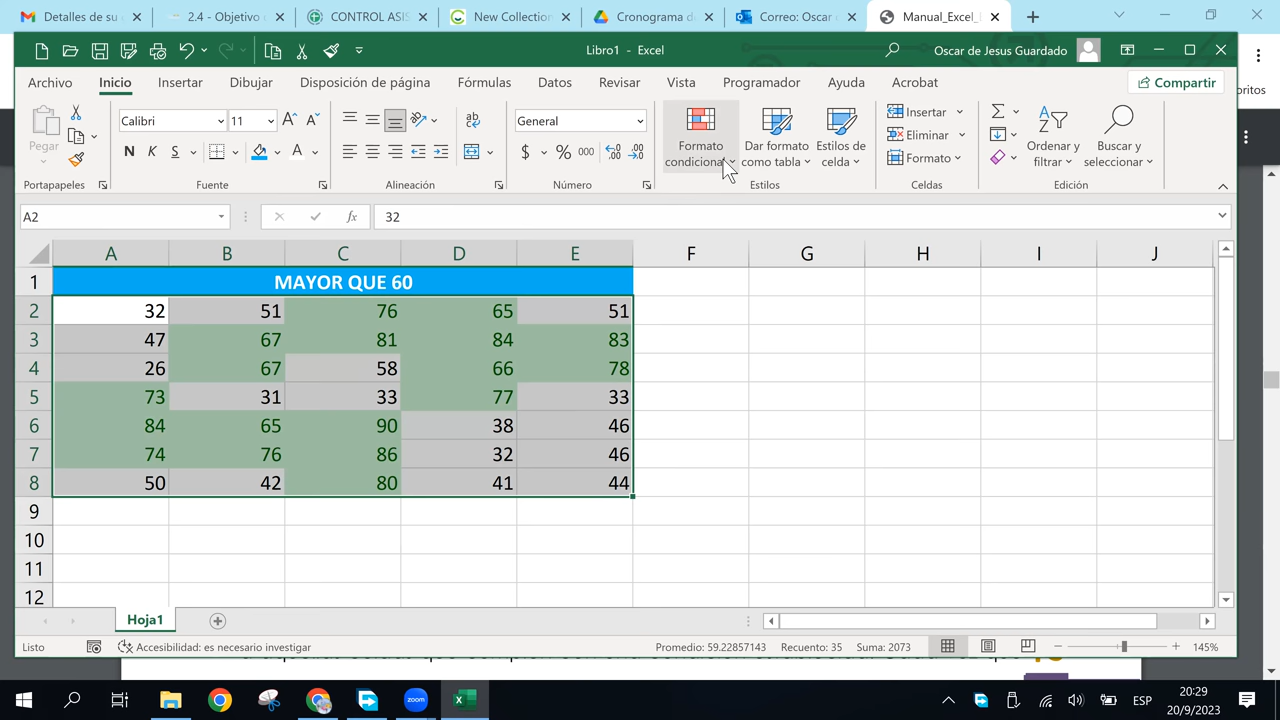 Detalles de su
2.4 - Objetivo
CONTROL ASIS
New Collection
Cronograma d
Correo: Oscar
Manual_Excel_
Libro1 - Excel
Oscar de Jesus Guardado
Archivo Inicio Insertar Dibujar Disposición de página Fórmulas Datos Revisar Vista Programador Ayuda Acrobat
Compartir
oritos
Pegar
Calibri 11
N K S
General
$ % 000
Formato condicional
Dar formato como tabla
Estilos de celda
Insertar
Eliminar
Formato
Ordenar y filtrar
Buscar y seleccionar
Portapapeles Fuente Alineación Número Estilos Celdas Edición
A2 fx 32
A B C D E F G H I J
1 MAYOR QUE 60
2 32 51 76 65 51
3 47 67 81 84 83
4 26 67 58 66 78
5 73 31 33 77 33
6 84 65 90 38 46
7 74 76 86 32 46
8 50 42 80 41 44
9
10
11
12
Hoja1
Listo Accesibilidad: es necesario investigar Promedio: 59.22857143 Recuento: 35 Suma: 2073 145%
zoom
ESP
20:29
20/9/2023